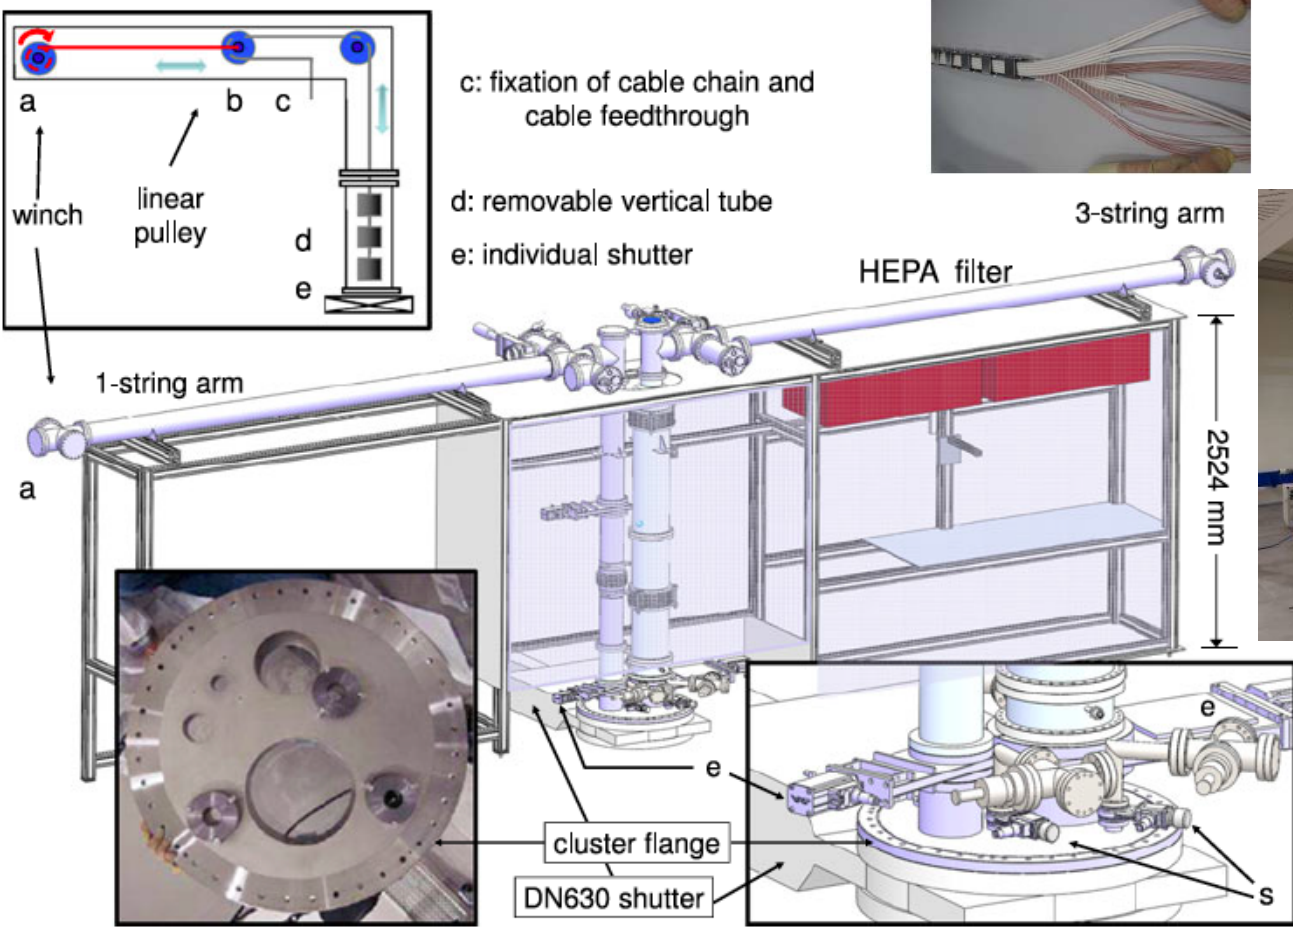 a
b
c
winch
linear
pulley
d
e
c: fixation of cable chain and
cable feedthrough
d: removable vertical tube
e: individual shutter
3-string arm
HEPA filter
1-string arm
a
2524 mm
e
cluster flange
DN630 shutter
e
s